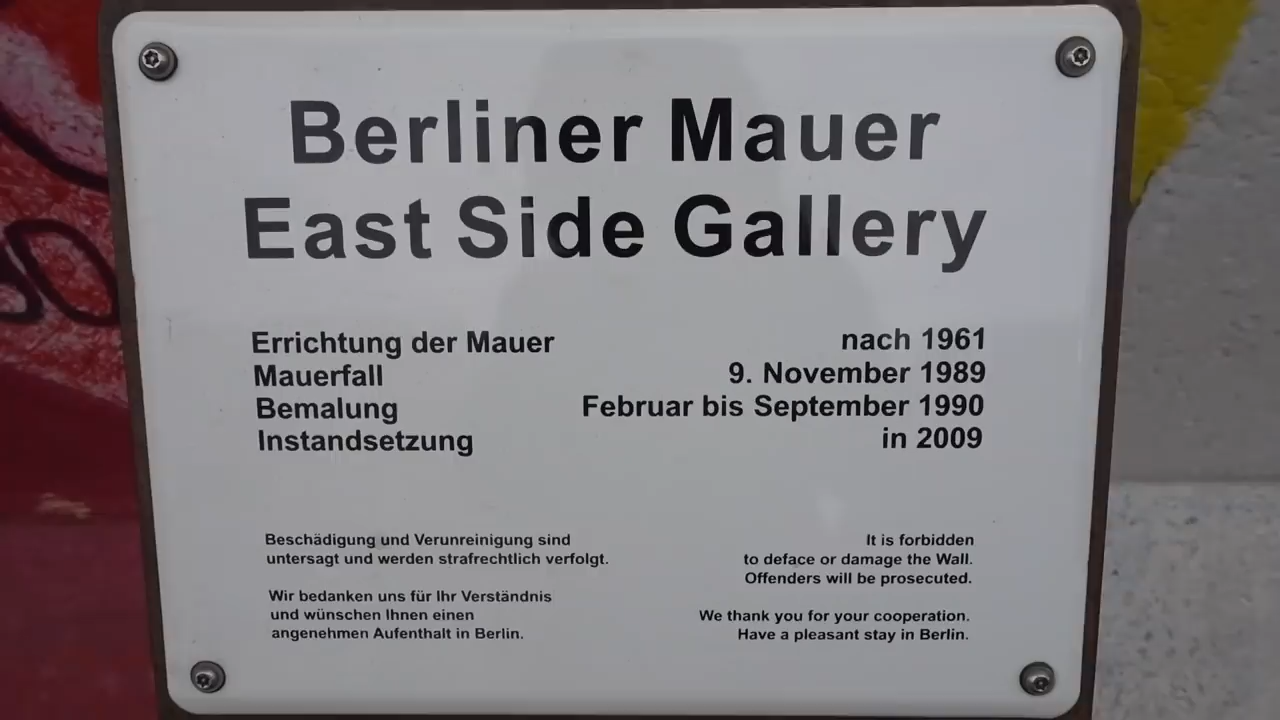 Berliner Mauer
East Side Gallery
Errichtung der Mauer nach 1961
Mauerfall 9. November 1989
Bemalung Februar bis September 1990
Instandsetzung in 2009
Beschädigung und Verunreinigung sind
untersagt und werden strafrechtlich verfolgt.
Wir bedanken uns für Ihr Verständnis
und wünschen Ihnen einen
angenehmen Aufenthalt in Berlin.
It is forbidden
to deface or damage the Wall.
Offenders will be prosecuted.
We thank you for your cooperation.
Have a pleasant stay in Berlin.